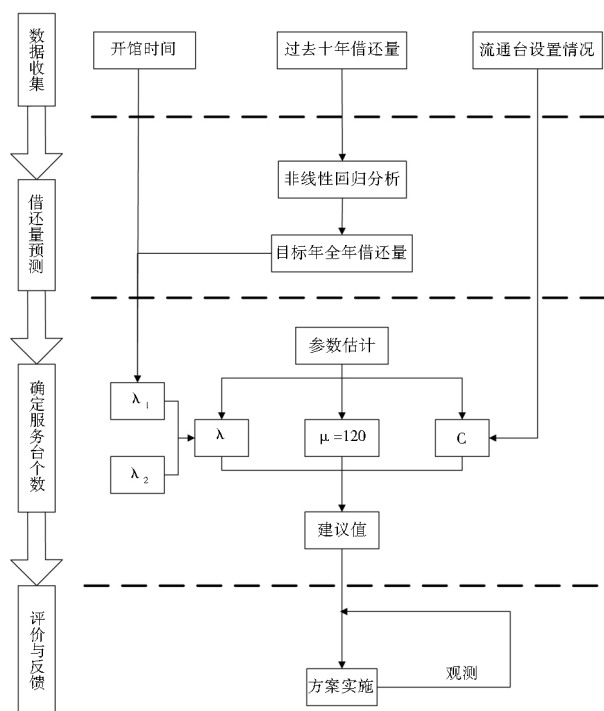 数据收集
开馆时间
过去十年借还量
流通台设置情况
借还量预测
非线性回归分析
目标年全年借还量
确定服务台个数
参数估计
λ1
λ2
λ
μ=120
C
建议值
评价与反馈
方案实施
观测